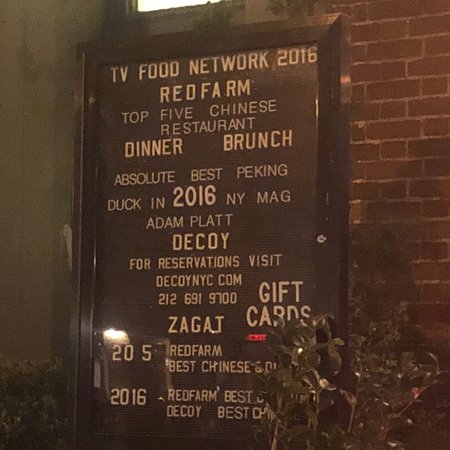 TV FOOD NETWORK 2016
REDFARM
TOP FIVE CHINESE
RESTAURANT
DINNER BRUNCH
ABSOLUTE BEST PEKING
DUCK IN 2016 NY MAG
ADAM PLATT
DECOY
FOR RESERVATIONS VISIT
DECOYNYC COM
212 691 9700
GIFT
CARDS
ZAGAT
20 5 REDFARM
BEST CHINESE
2016 REDFARM BEST
DECOY BEST